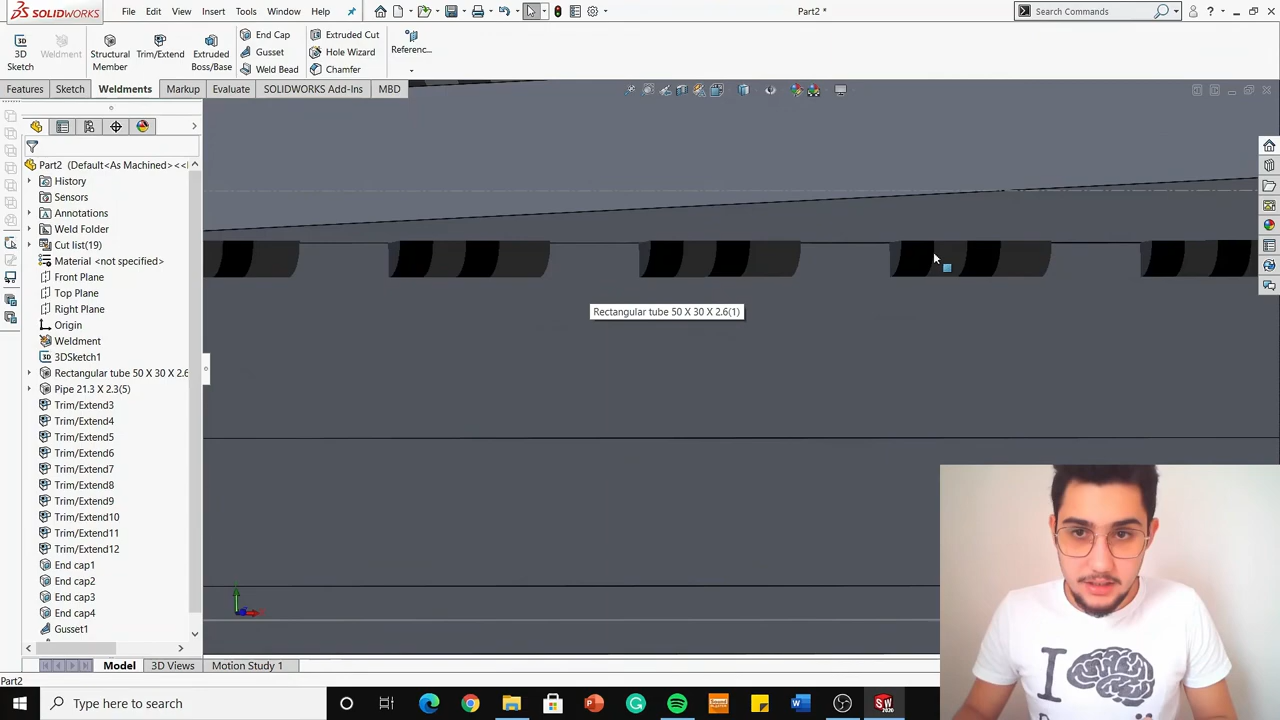 SOLIDWORKS File Edit View Insert Tools Window Help Part2 * Search Commands
3D Sketch Weldment Structural Member Trim/Extend Extruded Boss/Base
End Cap Extruded Cut
Gusset Hole Wizard Referenc...
Weld Bead Chamfer
Features Sketch Weldments Markup Evaluate SOLIDWORKS Add-Ins MBD
Part2 (Default<As Machined><<
History
Sensors
Annotations
Weld Folder
Cut list(19)
Material <not specified>
Front Plane
Top Plane
Right Plane
Origin
Weldment
3DSketch1
Rectangular tube 50 X 30 X 2.6
Pipe 21.3 X 2.3(5)
Trim/Extend3
Trim/Extend4
Trim/Extend5
Trim/Extend6
Trim/Extend7
Trim/Extend8
Trim/Extend9
Trim/Extend10
Trim/Extend11
Trim/Extend12
End cap1
End cap2
End cap3
End cap4
Gusset1
Rectangular tube 50 X 30 X 2.6(1)
I
Model 3D Views Motion Study 1
Part2
Type here to search